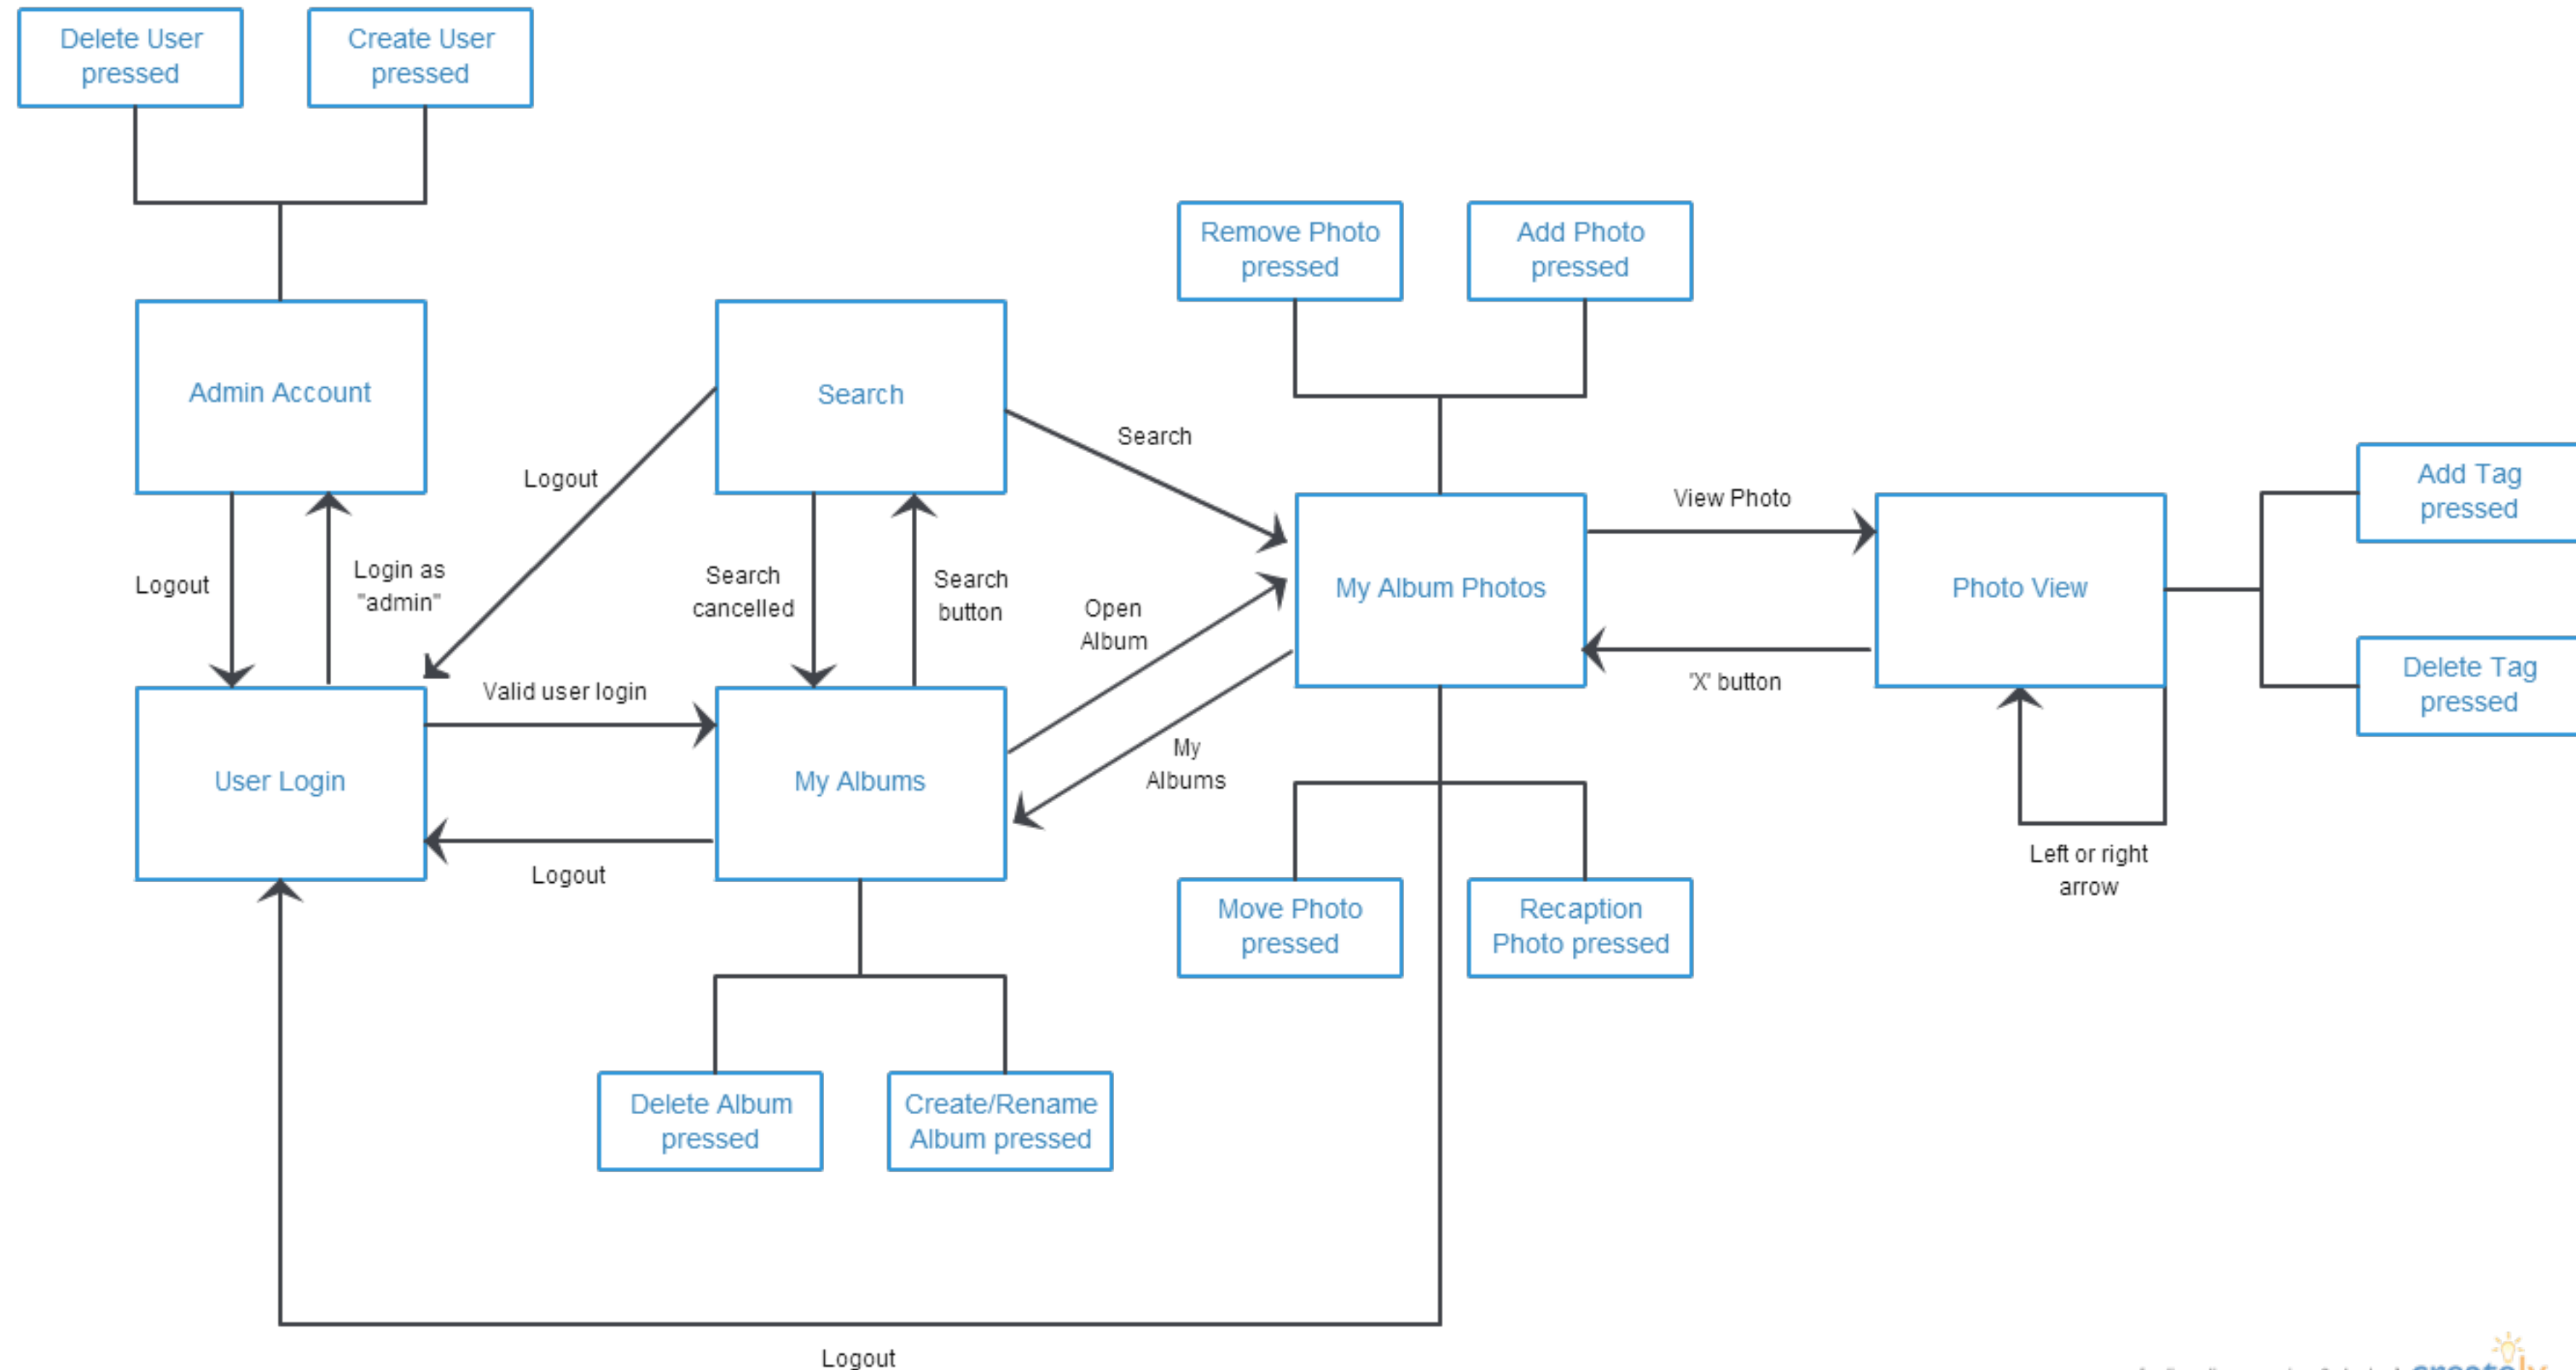 Delete User
pressed
Create User
pressed
Remove Photo
pressed
Add Photo
pressed
Admin Account
Search
Search
Logout
View Photo
Add Tag
pressed
Logout
Login as
"admin"
Search
cancelled
Search
button
Open
Album
My Album Photos
Photo View
Valid user login
'X' button
Delete Tag
pressed
User Login
My Albums
My
Albums
Logout
Left or right
arrow
Move Photo
pressed
Recaption
Photo pressed
Delete Album
pressed
Create/Rename
Album pressed
Logout